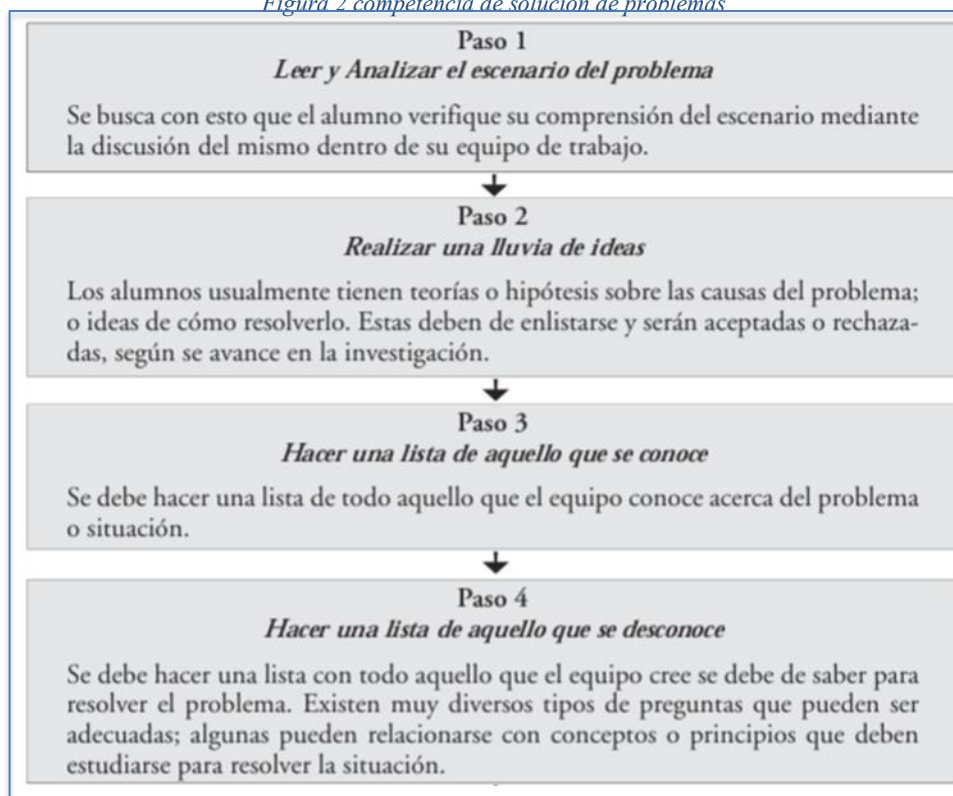 Figura 2 competencia de solución de problemas
Paso 1
Leer y Analizar el escenario del problema
Se busca con esto que el alumno verifique su comprensión del escenario mediante
la discusión del mismo dentro de su equipo de trabajo.
Paso 2
Realizar una lluvia de ideas
Los alumnos usualmente tienen teorías o hipótesis sobre las causas del problema;
o ideas de cómo resolverlo. Estas deben de enlistarse y serán aceptadas o rechaza-
das, según se avance en la investigación.
Paso 3
Hacer una lista de aquello que se conoce
Se debe hacer una lista de todo aquello que el equipo conoce acerca del problema
o situación.
Paso 4
Hacer una lista de aquello que se desconoce
Se debe hacer una lista con todo aquello que el equipo cree se debe de saber para
resolver el problema. Existen muy diversos tipos de preguntas que pueden ser
adecuadas; algunas pueden relacionarse con conceptos o principios que deben
estudiarse para resolver la situación.